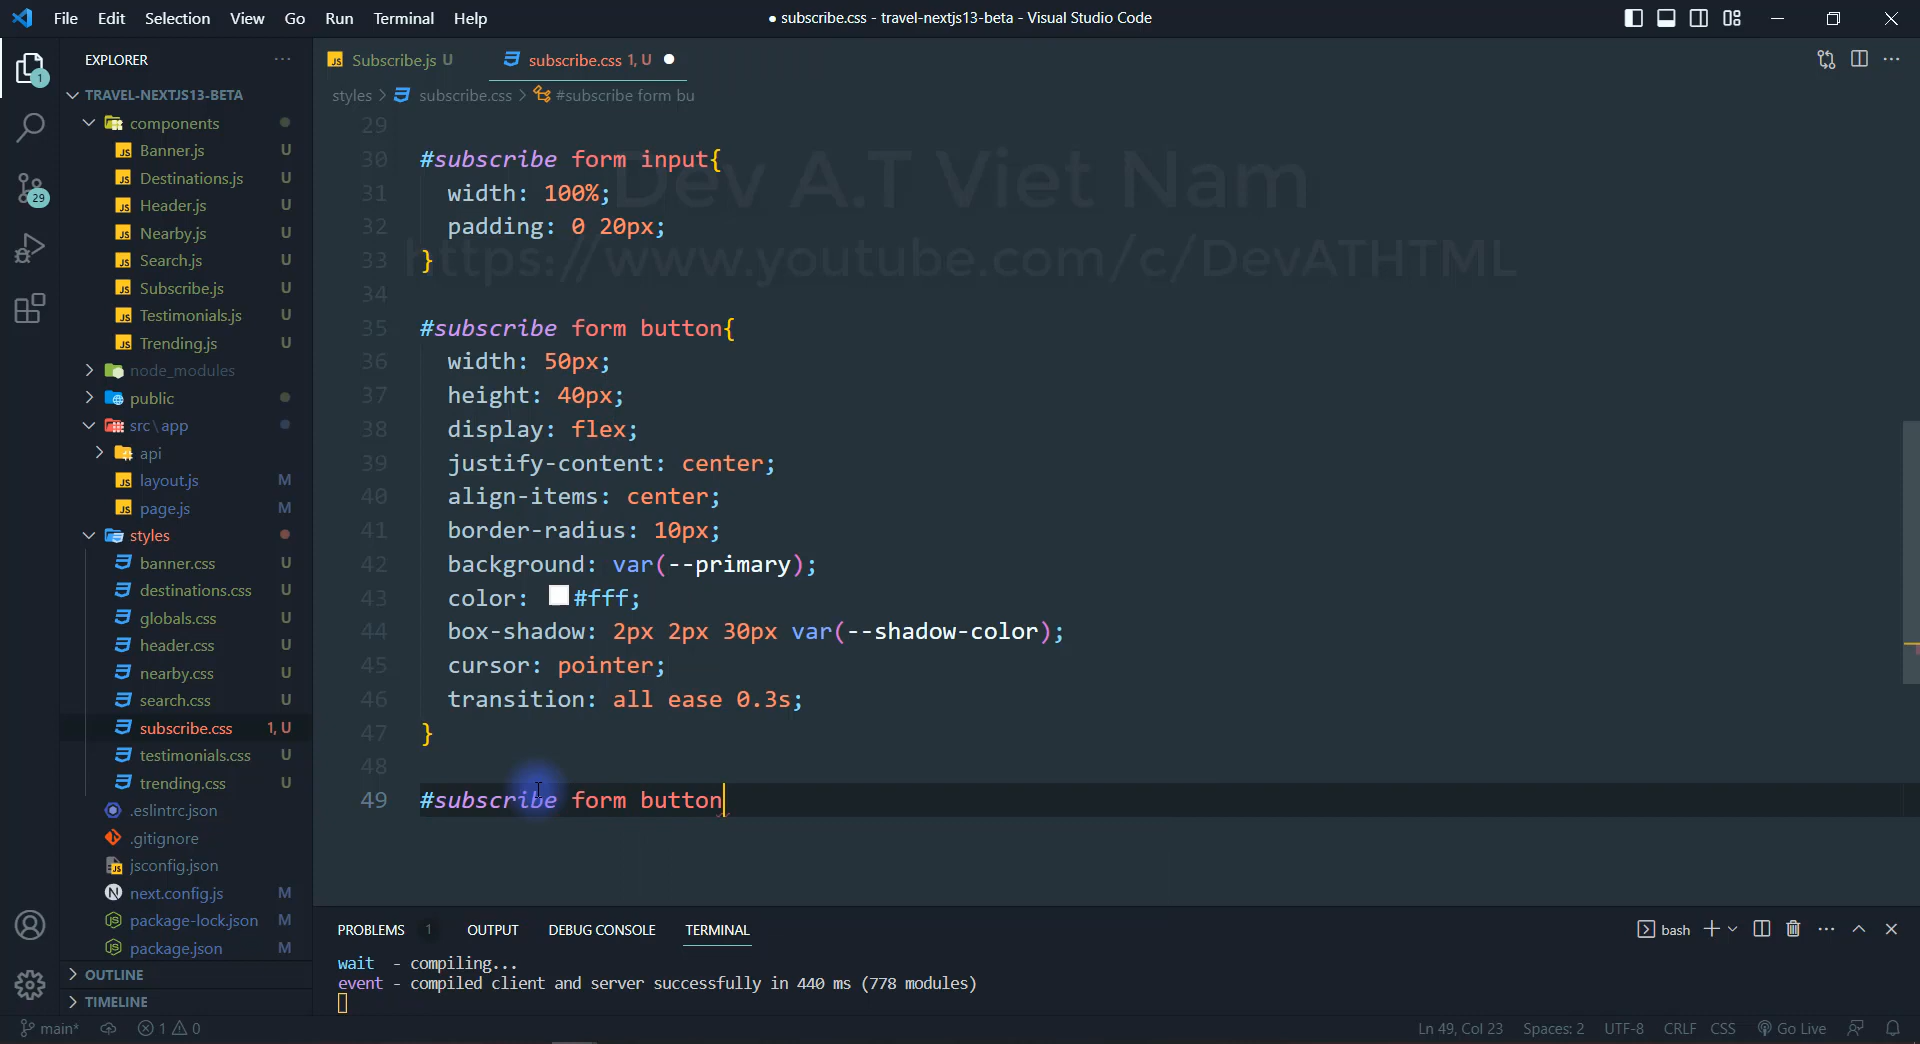 File Edit Selection View Go Run Terminal Help
● subscribe.css - travel-nextjs13-beta - Visual Studio Code
EXPLORER
TRAVEL-NEXTJS13-BETA
components
Banner.js U
Destinations.js U
Header.js U
Nearby.js U
Search.js U
Subscribe.js U
Testimonials.js U
Trending.js U
node_modules
public
src\app
api
layout.js M
page.js M
styles
banner.css U
destinations.css U
globals.css U
header.css U
nearby.css U
search.css U
subscribe.css 1, U
testimonials.css U
trending.css U
.eslintrc.json
.gitignore
jsconfig.json
next.config.js M
package-lock.json M
package.json M
OUTLINE
TIMELINE
1
29
Subscribe.js U
subscribe.css 1, U
styles > subscribe.css > #subscribe form bu
Dev A.T Viet Nam
https://www.youtube.com/c/DevATHTML
29
30 #subscribe form input{
31 width: 100%;
32 padding: 0 20px;
33 }
34
35 #subscribe form button{
36 width: 50px;
37 height: 40px;
38 display: flex;
39 justify-content: center;
40 align-items: center;
41 border-radius: 10px;
42 background: var(--primary);
43 color: #fff;
44 box-shadow: 2px 2px 30px var(--shadow-color);
45 cursor: pointer;
46 transition: all ease 0.3s;
47 }
48
49 #subscribe form button
PROBLEMS 1 OUTPUT DEBUG CONSOLE TERMINAL
bash
wait - compiling...
event - compiled client and server successfully in 440 ms (778 modules)
main* 1 0
Ln 49, Col 23 Spaces: 2 UTF-8 CRLF CSS Go Live